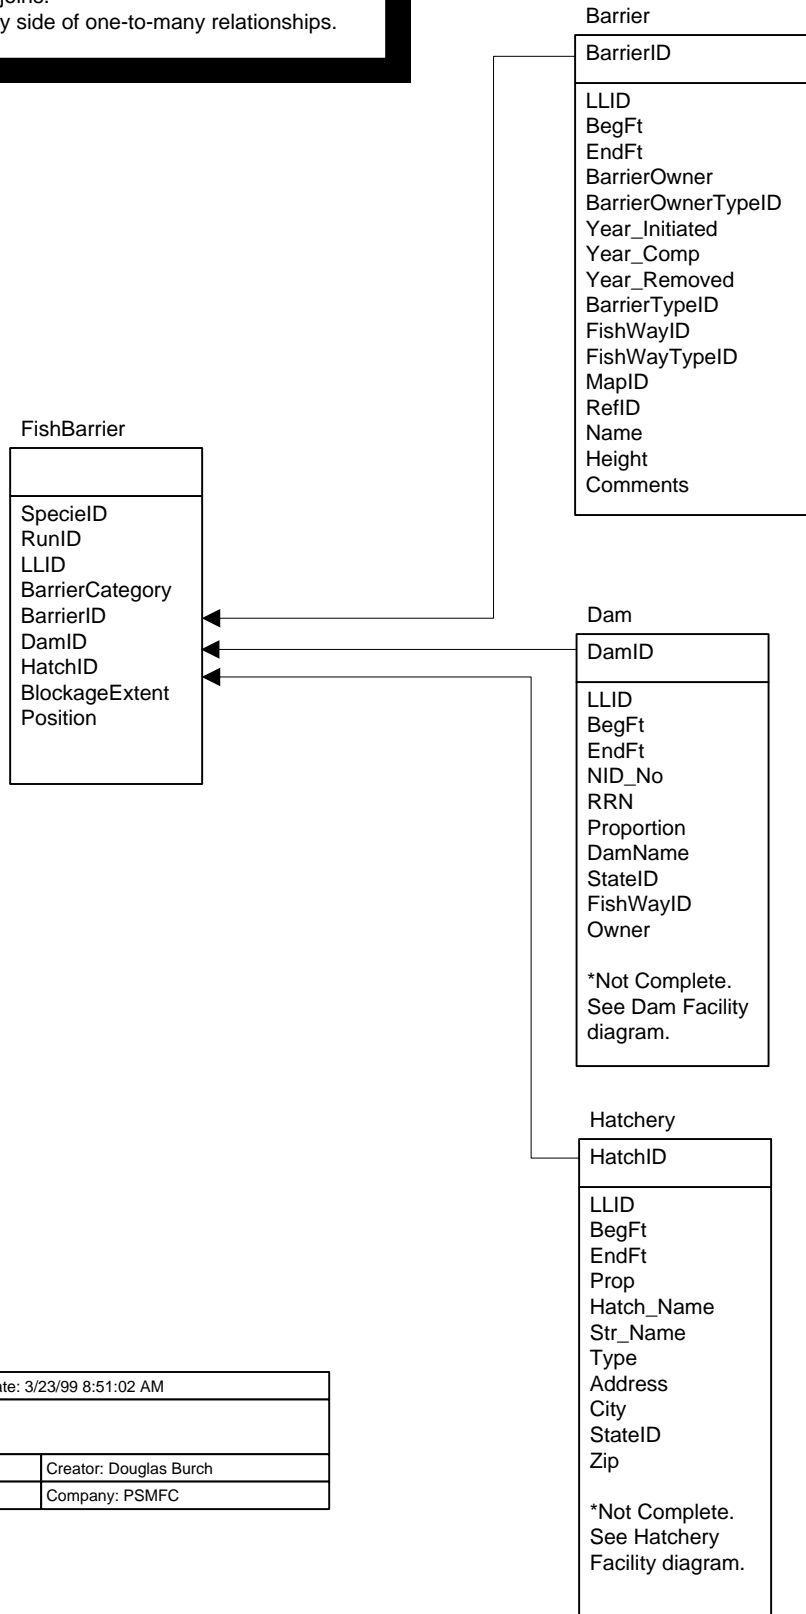 joins.
y side of one-to-many relationships.
Barrier
BarrierID
LLID
BegFt
EndFt
BarrierOwner
BarrierOwnerTypeID
Year_Initiated
Year_Comp
Year_Removed
BarrierTypeID
FishWayID
FishWayTypeID
MapID
RefID
Name
Height
Comments
FishBarrier
SpecieID
RunID
LLID
BarrierCategory
BarrierID
DamID
HatchID
BlockageExtent
Position
Dam
DamID
LLID
BegFt
EndFt
NID_No
RRN
Proportion
DamName
StateID
FishWayID
Owner
*Not Complete.
See Dam Facility
diagram.
Hatchery
HatchID
LLID
BegFt
EndFt
Prop
Hatch_Name
Str_Name
Type
Address
City
StateID
Zip
*Not Complete.
See Hatchery
Facility diagram.
ate: 3/23/99 8:51:02 AM
Creator: Douglas Burch
Company: PSMFC